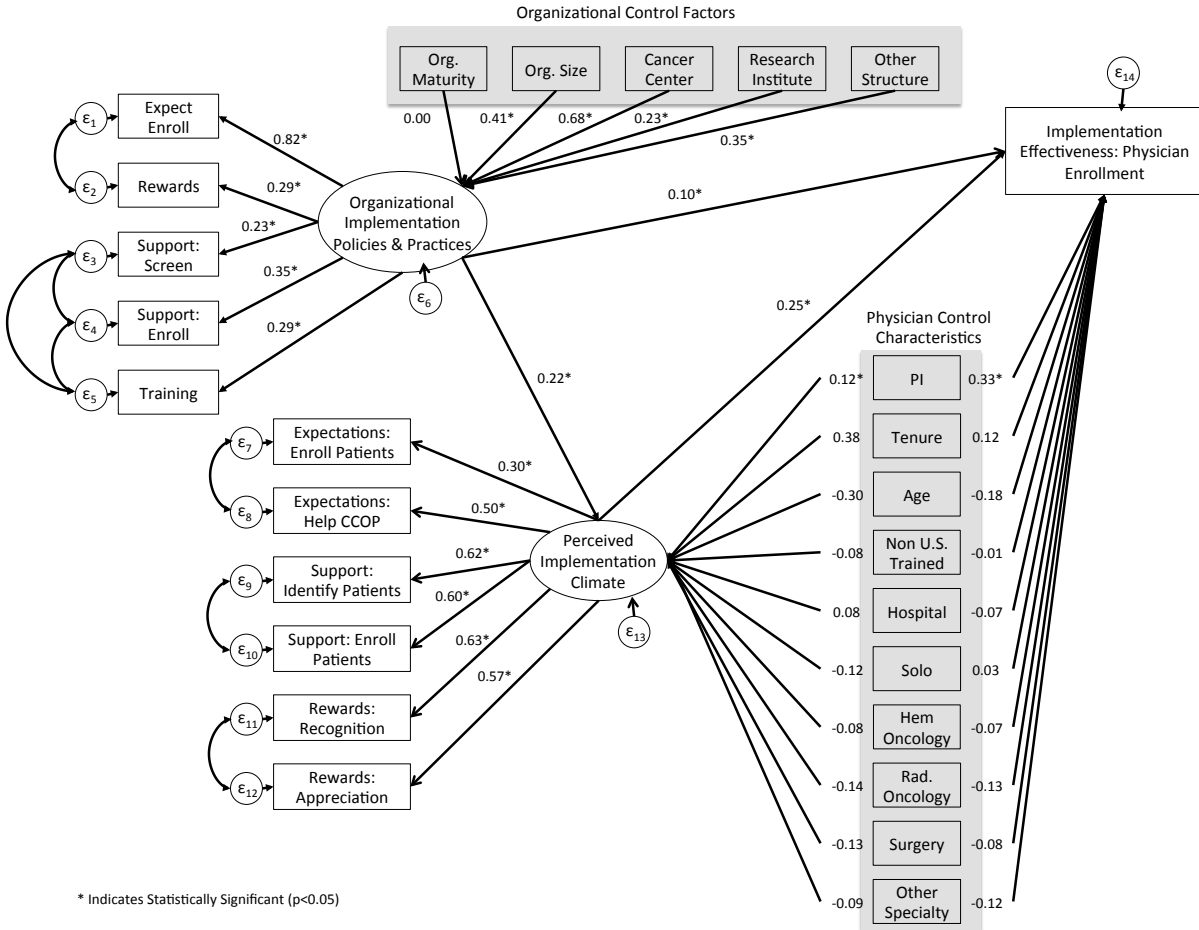 Organizational Control Factors
Org.
Maturity
Org. Size
Cancer
Center
Research
Institute
Other
Structure
0.00
0.41*
0.68*
0.23*
0.35*
ε14
Implementation
Effectiveness: Physician
Enrollment
ε1
Expect
Enroll
0.82*
ε2
Rewards
0.29*
0.23*
ε3
Support:
Screen
0.35*
ε4
Support:
Enroll
0.29*
ε5
Training
Organizational
Implementation
Policies & Practices
ε6
0.10*
0.25*
0.22*
ε7
Expectations:
Enroll Patients
0.30*
ε8
Expectations:
Help CCOP
0.50*
ε9
Support:
Identify Patients
0.62*
0.60*
ε10
Support: Enroll
Patients
0.63*
0.57*
ε11
Rewards:
Recognition
ε12
Rewards:
Appreciation
Perceived
Implementation
Climate
ε13
Physician Control
Characteristics
0.12* PI 0.33*
0.38 Tenure 0.12
-0.30 Age -0.18
Non U.S.
-0.08 Trained -0.01
0.08 Hospital -0.07
-0.12 Solo 0.03
Hem
-0.08 Oncology -0.07
Rad.
-0.14 Oncology -0.13
-0.13 Surgery -0.08
Other
-0.09 Specialty -0.12
* Indicates Statistically Significant (p<0.05)